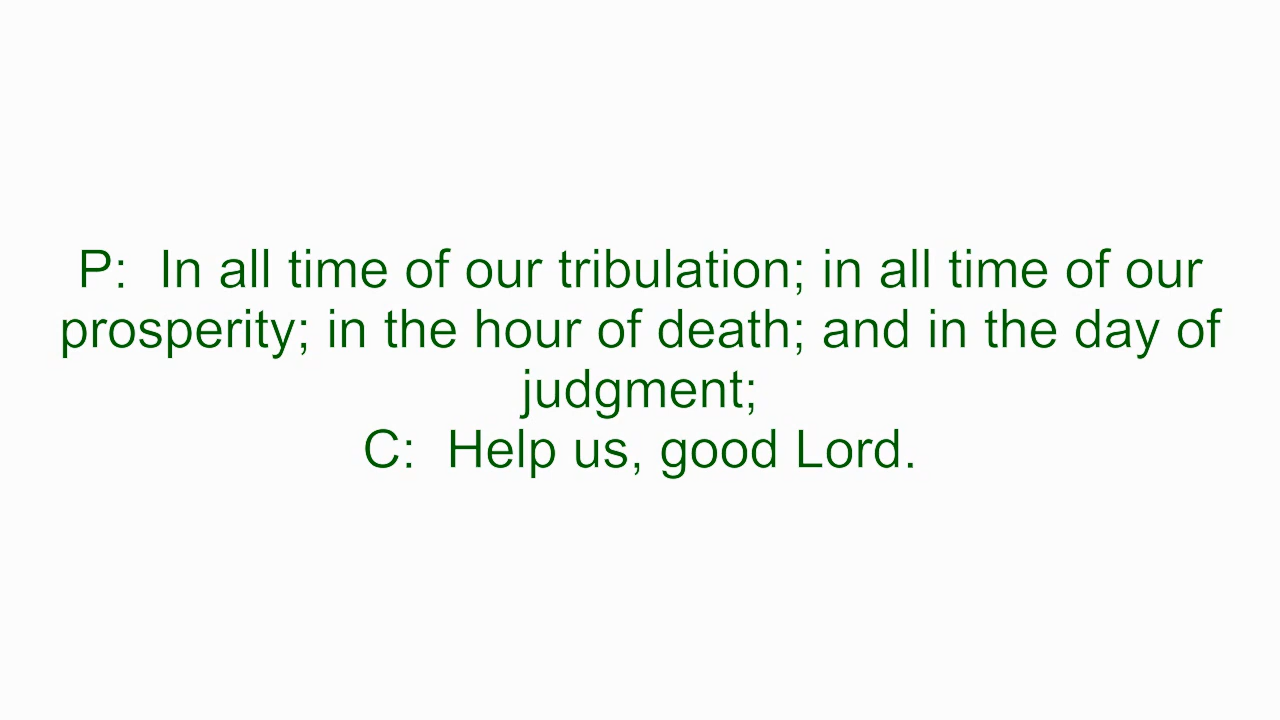 P:  In all time of our tribulation; in all time of our
prosperity; in the hour of death; and in the day of
judgment;
C:  Help us, good Lord.